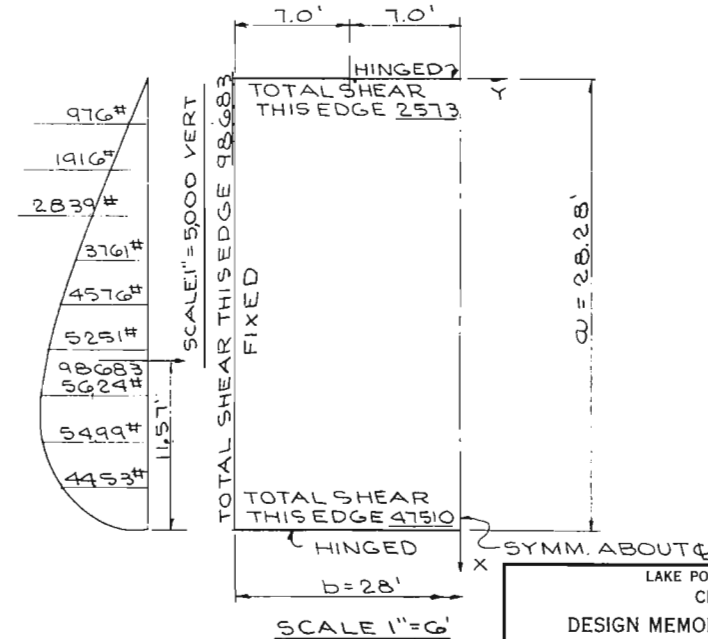 7.0' 7.0'
HINGED
Y
TOTAL SHEAR
THIS EDGE 2573
976#
1916#
2839#
3761#
4576#
5251#
98683
5624#
5499#
4453#
11.57'
SCALE 1"=5,000 VERT
TOTAL SHEAR THIS EDGE 98683
FIXED
a = 28.28'
TOTAL SHEAR
THIS EDGE 47510
HINGED
SYMM. ABOUT ℄
X
b=28'
SCALE 1"=6'
LAKE PO
C
DESIGN MEMO